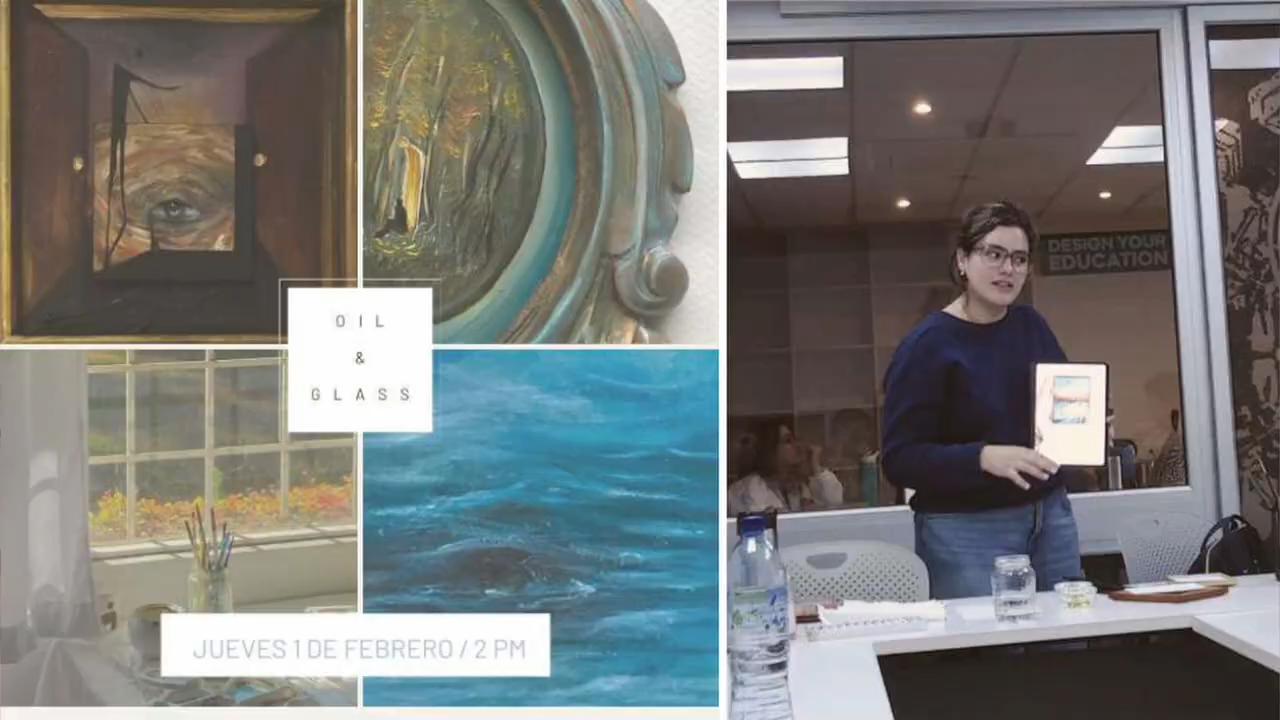 OIL
&
GLASS
JUEVES 1 DE FEBRERO / 2 PM
DESIGN YOUR
EDUCATION